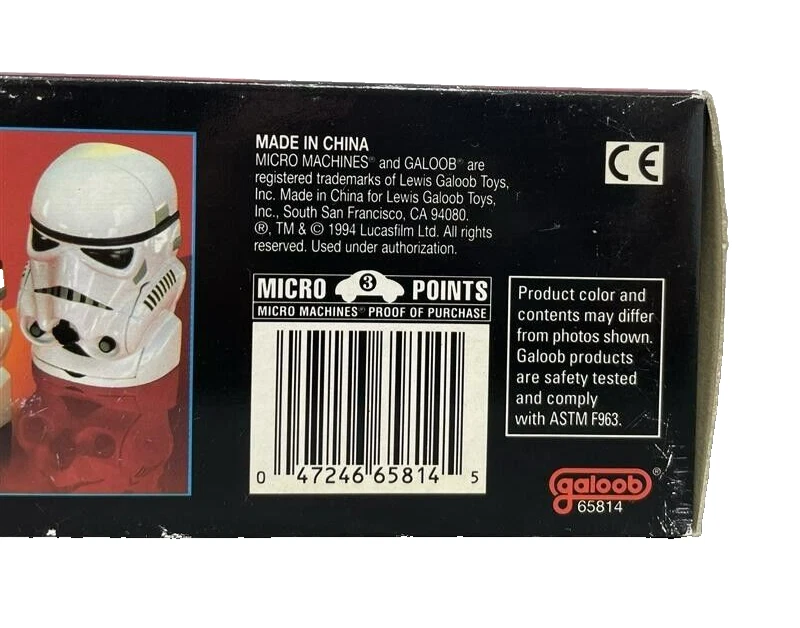 MADE IN CHINA
MICRO MACHINES® and GALOOB® are
registered trademarks of Lewis Galoob Toys,
Inc. Made in China for Lewis Galoob Toys,
Inc., South San Francisco, CA 94080.
®, TM & © 1994 Lucasfilm Ltd. All rights
reserved. Used under authorization.
CE
MICRO 3 POINTS
MICRO MACHINES® PROOF OF PURCHASE
0 47246 65814 5
Product color and
contents may differ
from photos shown.
Galoob products
are safety tested
and comply
with ASTM F963.
galoob®
65814